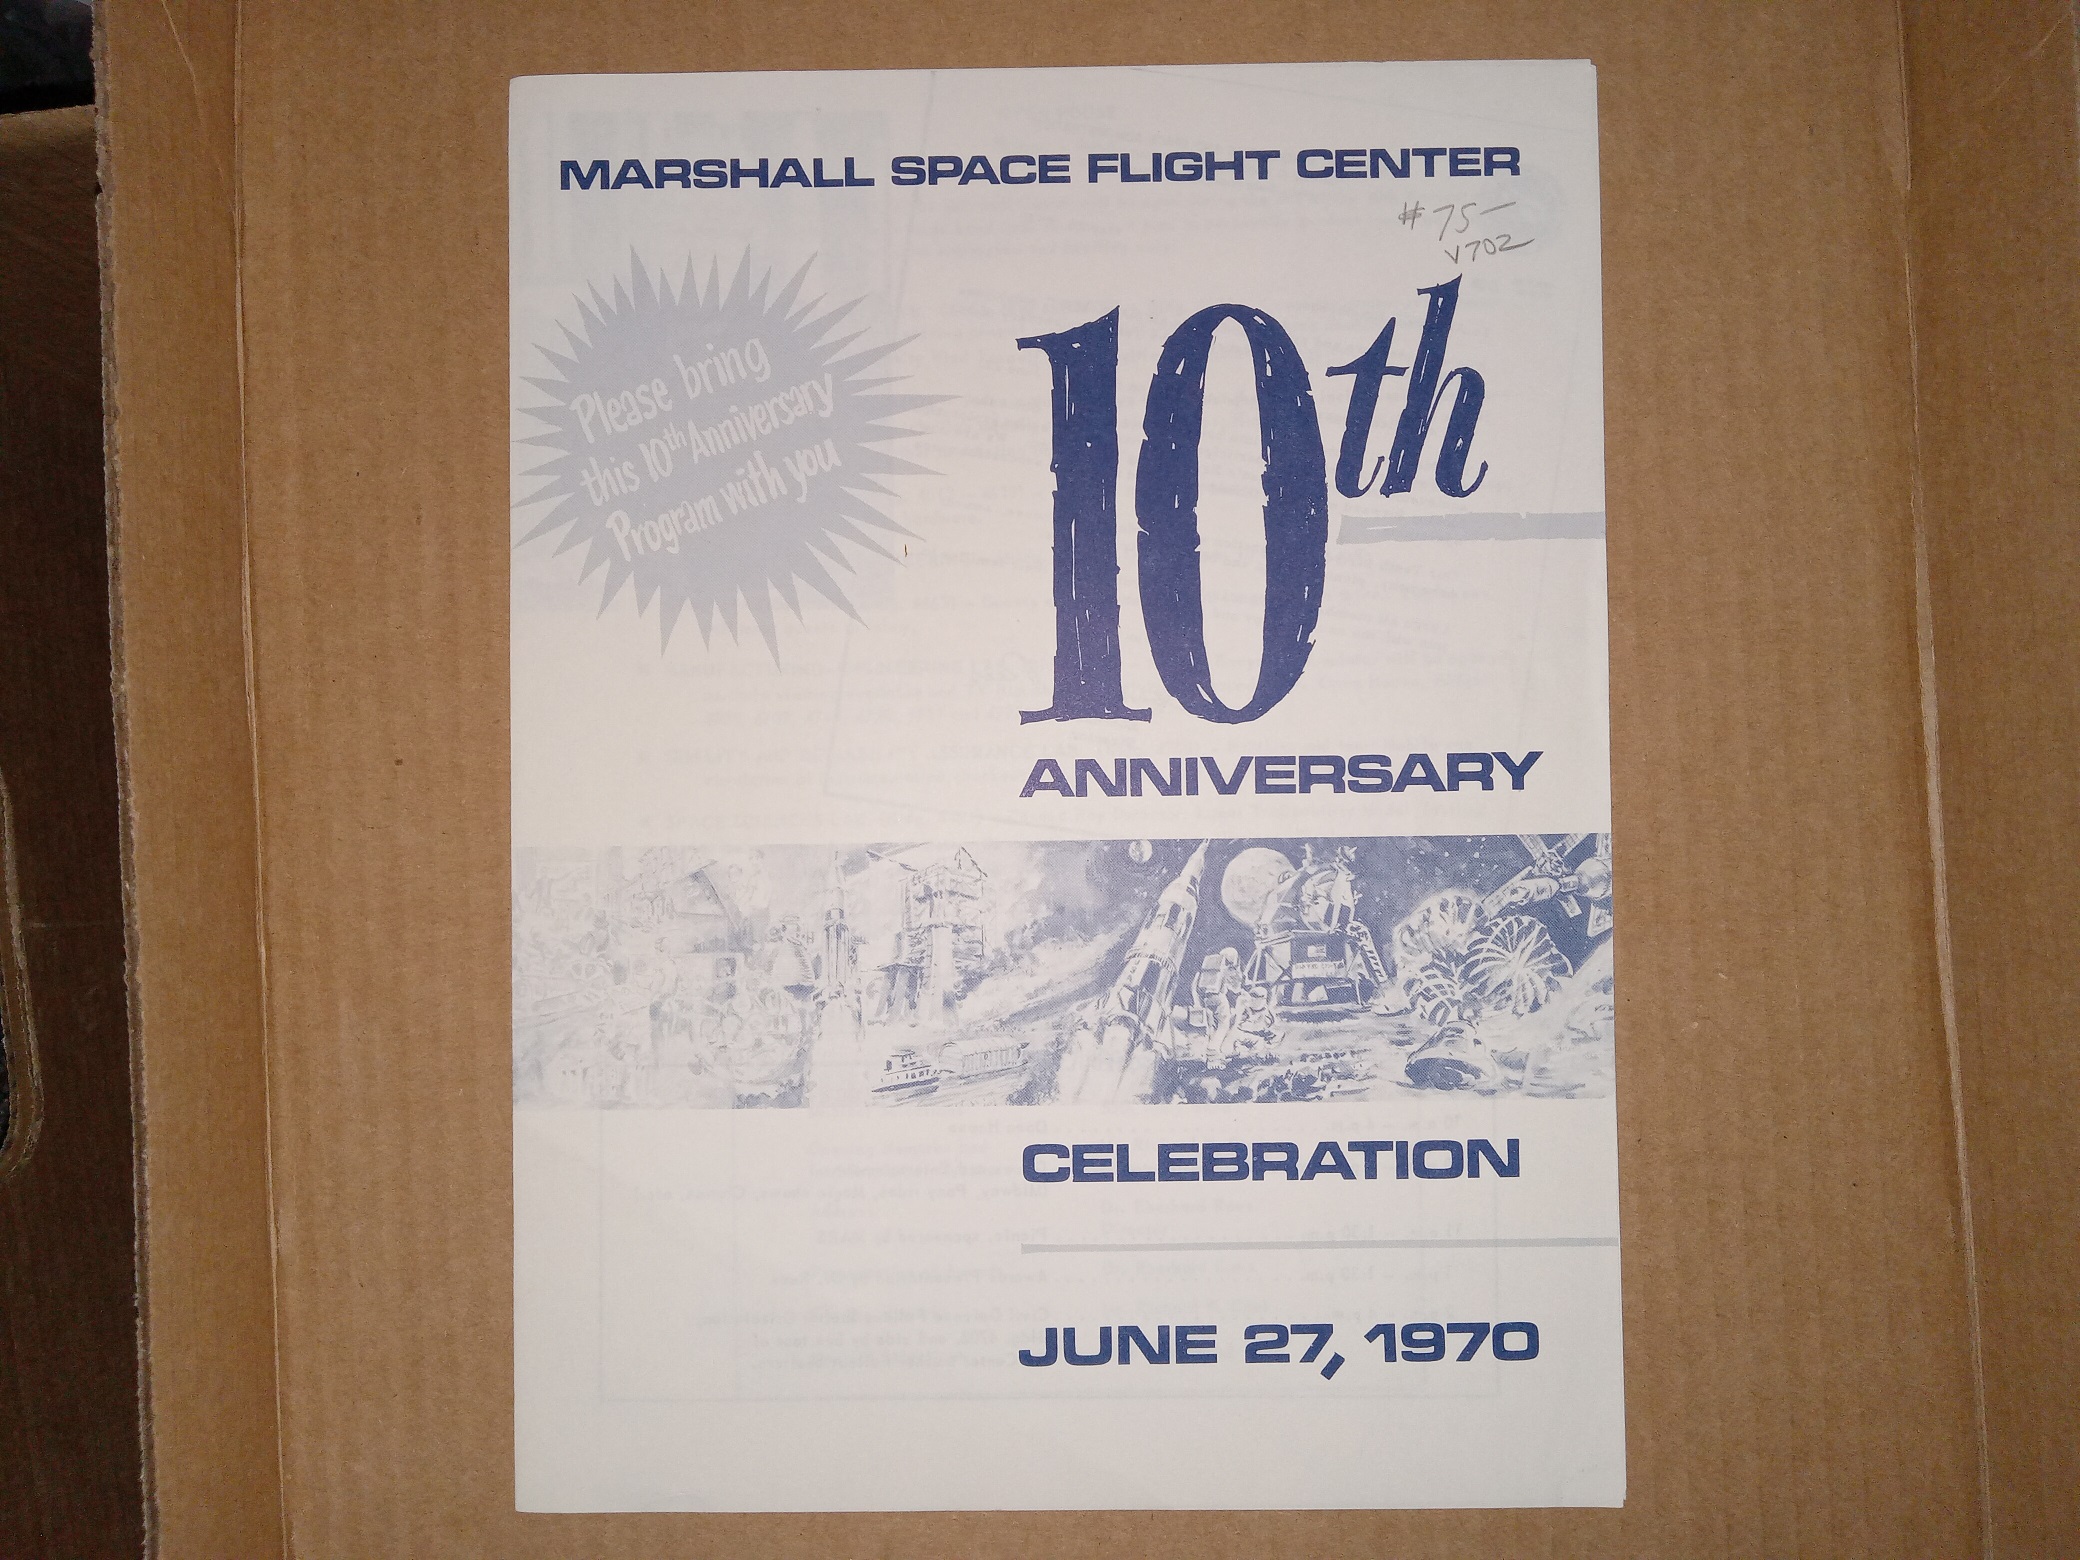 MARSHALL SPACE FLIGHT CENTER
#75-
V702
Please bring
this 10th Anniversary
Program with you
10th
ANNIVERSARY
CELEBRATION
JUNE 27, 1970